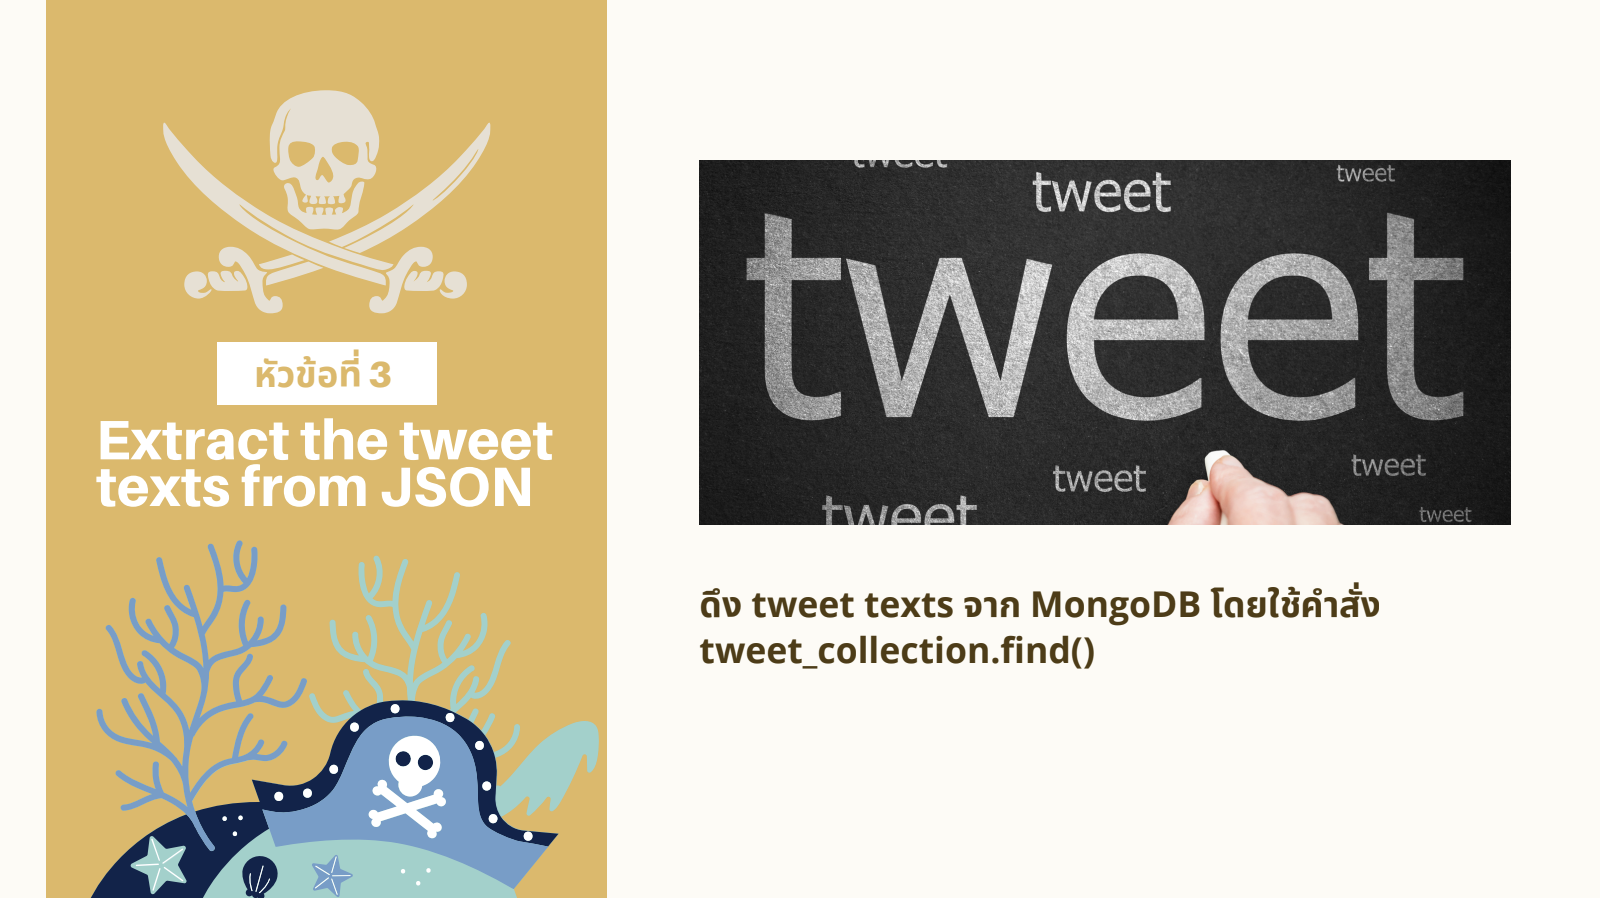 หัวข้อที่ 3
Extract the tweet
texts from JSON
tweet
tweet
tweet
tweet
tweet
tweet
tweet
tweet
ดึง tweet texts จาก MongoDB โดยใช้คำสั่ง
tweet_collection.find()